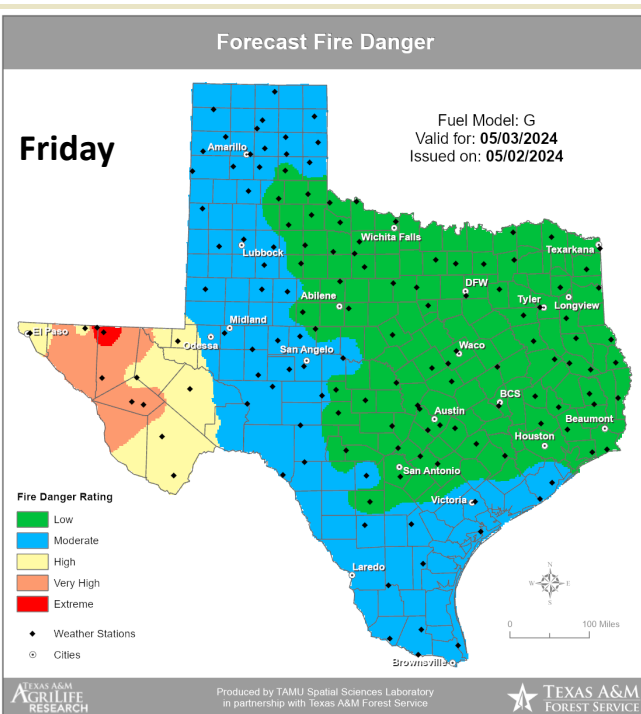 Forecast Fire Danger
Friday
Fuel Model: G
Valid for: 05/03/2024
Issued on: 05/02/2024
Amarillo
Wichita Falls
Texarkana
Lubbock
DFW
Abilene
Tyler
Longview
Midland
El Paso
Odessa
San Angelo
Waco
BCS
Austin
Beaumont
Houston
San Antonio
Victoria
Laredo
Brownsville
Fire Danger Rating
Low
Moderate
High
Very High
Extreme
Weather Stations
Cities
N
W E
S
0 100 Miles
TEXAS A&M
AGRILIFE
RESEARCH
Produced by TAMU Spatial Sciences Laboratory
in partnership with Texas A&M Forest Service
TEXAS A&M
FOREST SERVICE